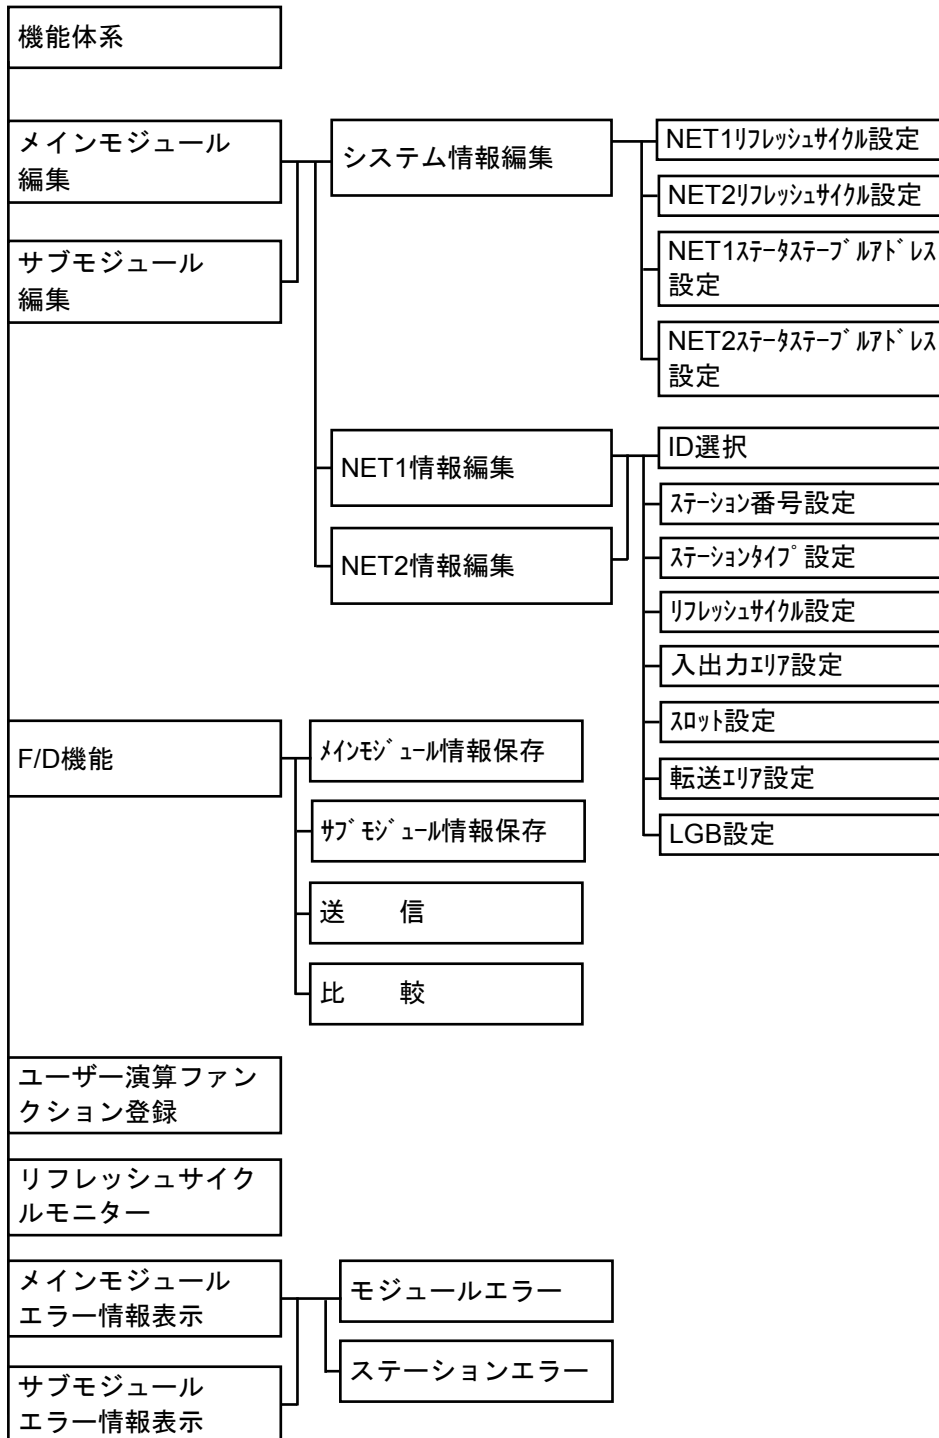 機能体系
メインモジュール
編集
サブモジュール
編集
システム情報編集
NET1ﾘﾌﾚｯｼｭｻｲｸﾙ設定
NET2ﾘﾌﾚｯｼｭｻｲｸﾙ設定
NET1ｽﾃｰﾀｽﾃｰﾌﾞﾙｱﾄﾞﾚｽ
設定
NET2ｽﾃｰﾀｽﾃｰﾌﾞﾙｱﾄﾞﾚｽ
設定
NET1情報編集
NET2情報編集
ID選択
ｽﾃｰｼｮﾝ番号設定
ｽﾃｰｼｮﾝﾀｲﾌﾟ設定
ﾘﾌﾚｯｼｭｻｲｸﾙ設定
入出力ｴﾘｱ設定
ｽﾛｯﾄ設定
転送ｴﾘｱ設定
LGB設定
F/D機能
ﾒｲﾝﾓｼﾞｭｰﾙ情報保存
ｻﾌﾞﾓｼﾞｭｰﾙ情報保存
送　　信
比　　較
ユーザー演算ファン
クション登録
リフレッシュサイク
ルモニター
メインモジュール
エラー情報表示
サブモジュール
エラー情報表示
モジュールエラー
ステーションエラー